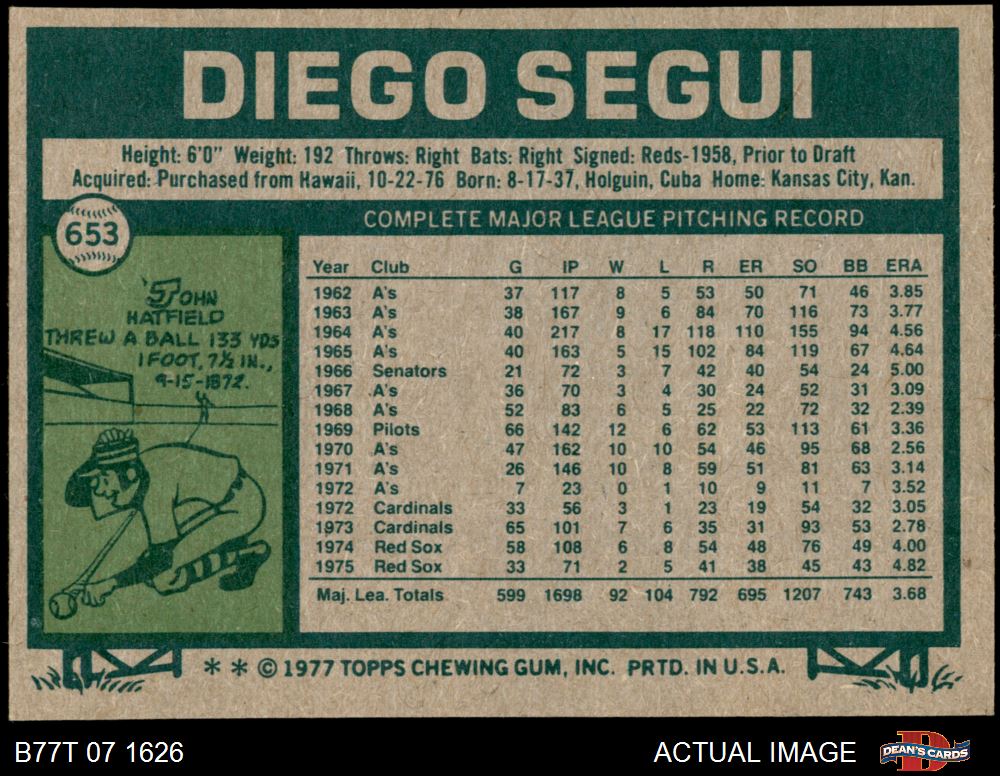 DIEGO SEGUI
Height: 6'0" Weight: 192 Throws: Right Bats: Right Signed: Reds-1958, Prior to Draft
Acquired: Purchased from Hawaii, 10-22-76 Born: 8-17-37, Holguin, Cuba Home: Kansas City, Kan.
653
COMPLETE MAJOR LEAGUE PITCHING RECORD
'JOHN
HATFIELD
THREW A BALL 133 YDS
1 FOOT, 7½ IN.,
9-15-1872.
Year Club G IP W L R ER SO BB ERA
1962 A's 37 117 8 5 53 50 71 46 3.85
1963 A's 38 167 9 6 84 70 116 73 3.77
1964 A's 40 217 8 17 118 110 155 94 4.56
1965 A's 40 163 5 15 102 84 119 67 4.64
1966 Senators 21 72 3 7 42 40 54 24 5.00
1967 A's 36 70 3 4 30 24 52 31 3.09
1968 A's 52 83 6 5 25 22 72 32 2.39
1969 Pilots 66 142 12 6 62 53 113 61 3.36
1970 A's 47 162 10 10 54 46 95 68 2.56
1971 A's 26 146 10 8 59 51 81 63 3.14
1972 A's 7 23 0 1 10 9 11 7 3.52
1972 Cardinals 33 56 3 1 23 19 54 32 3.05
1973 Cardinals 65 101 7 6 35 31 93 53 2.78
1974 Red Sox 58 108 6 8 54 48 76 49 4.00
1975 Red Sox 33 71 2 5 41 38 45 43 4.82
Maj. Lea. Totals 599 1698 92 104 792 695 1207 743 3.68
** © 1977 TOPPS CHEWING GUM, INC. PRTD. IN U.S.A.
B77T 07 1626
ACTUAL IMAGE
DEAN'S CARDS